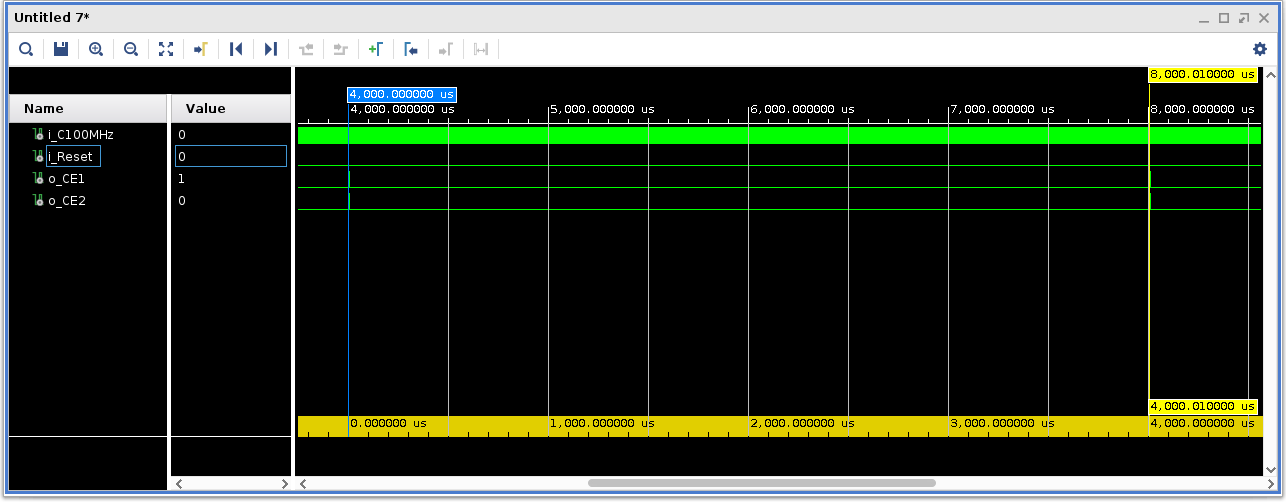 Untitled 7*
8,000.010000 us
4,000.000000 us
Name Value
4,000.000000 us 5,000.000000 us 6,000.000000 us 7,000.000000 us 8,000.000000 us
i_C100MHz 0
i_Reset 0
o_CE1 1
o_CE2 0
4,000.010000 us
0.000000 us 1,000.000000 us 2,000.000000 us 3,000.000000 us 4,000.000000 us